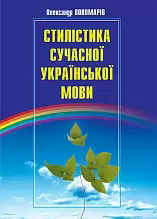 Олександр ПОНОМАРІВ
СТИЛІСТИКА
СУЧАСНОЇ
УКРАЇНСЬКОЇ
МОВИ